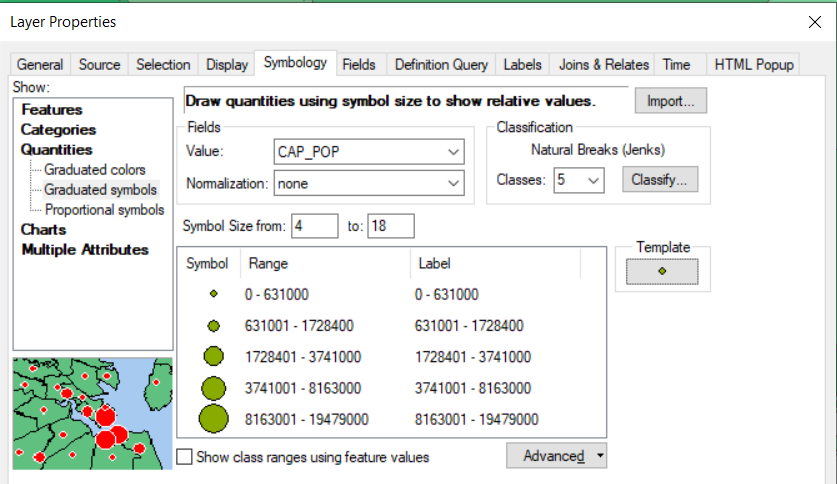 Layer Properties
General Source Selection Display Symbology Fields Definition Query Labels Joins & Relates Time HTML Popup
Show:
Features
Categories
Quantities
Graduated colors
Graduated symbols
Proportional symbols
Charts
Multiple Attributes
Draw quantities using symbol size to show relative values.
Import...
Fields
Value: CAP_POP
Normalization: none
Classification
Natural Breaks (Jenks)
Classes: 5 Classify...
Symbol Size from: 4 to: 18
Symbol Range Label
0 - 631000 0 - 631000
631001 - 1728400 631001 - 1728400
1728401 - 3741000 1728401 - 3741000
3741001 - 8163000 3741001 - 8163000
8163001 - 19479000 8163001 - 19479000
Template
Show class ranges using feature values
Advanced